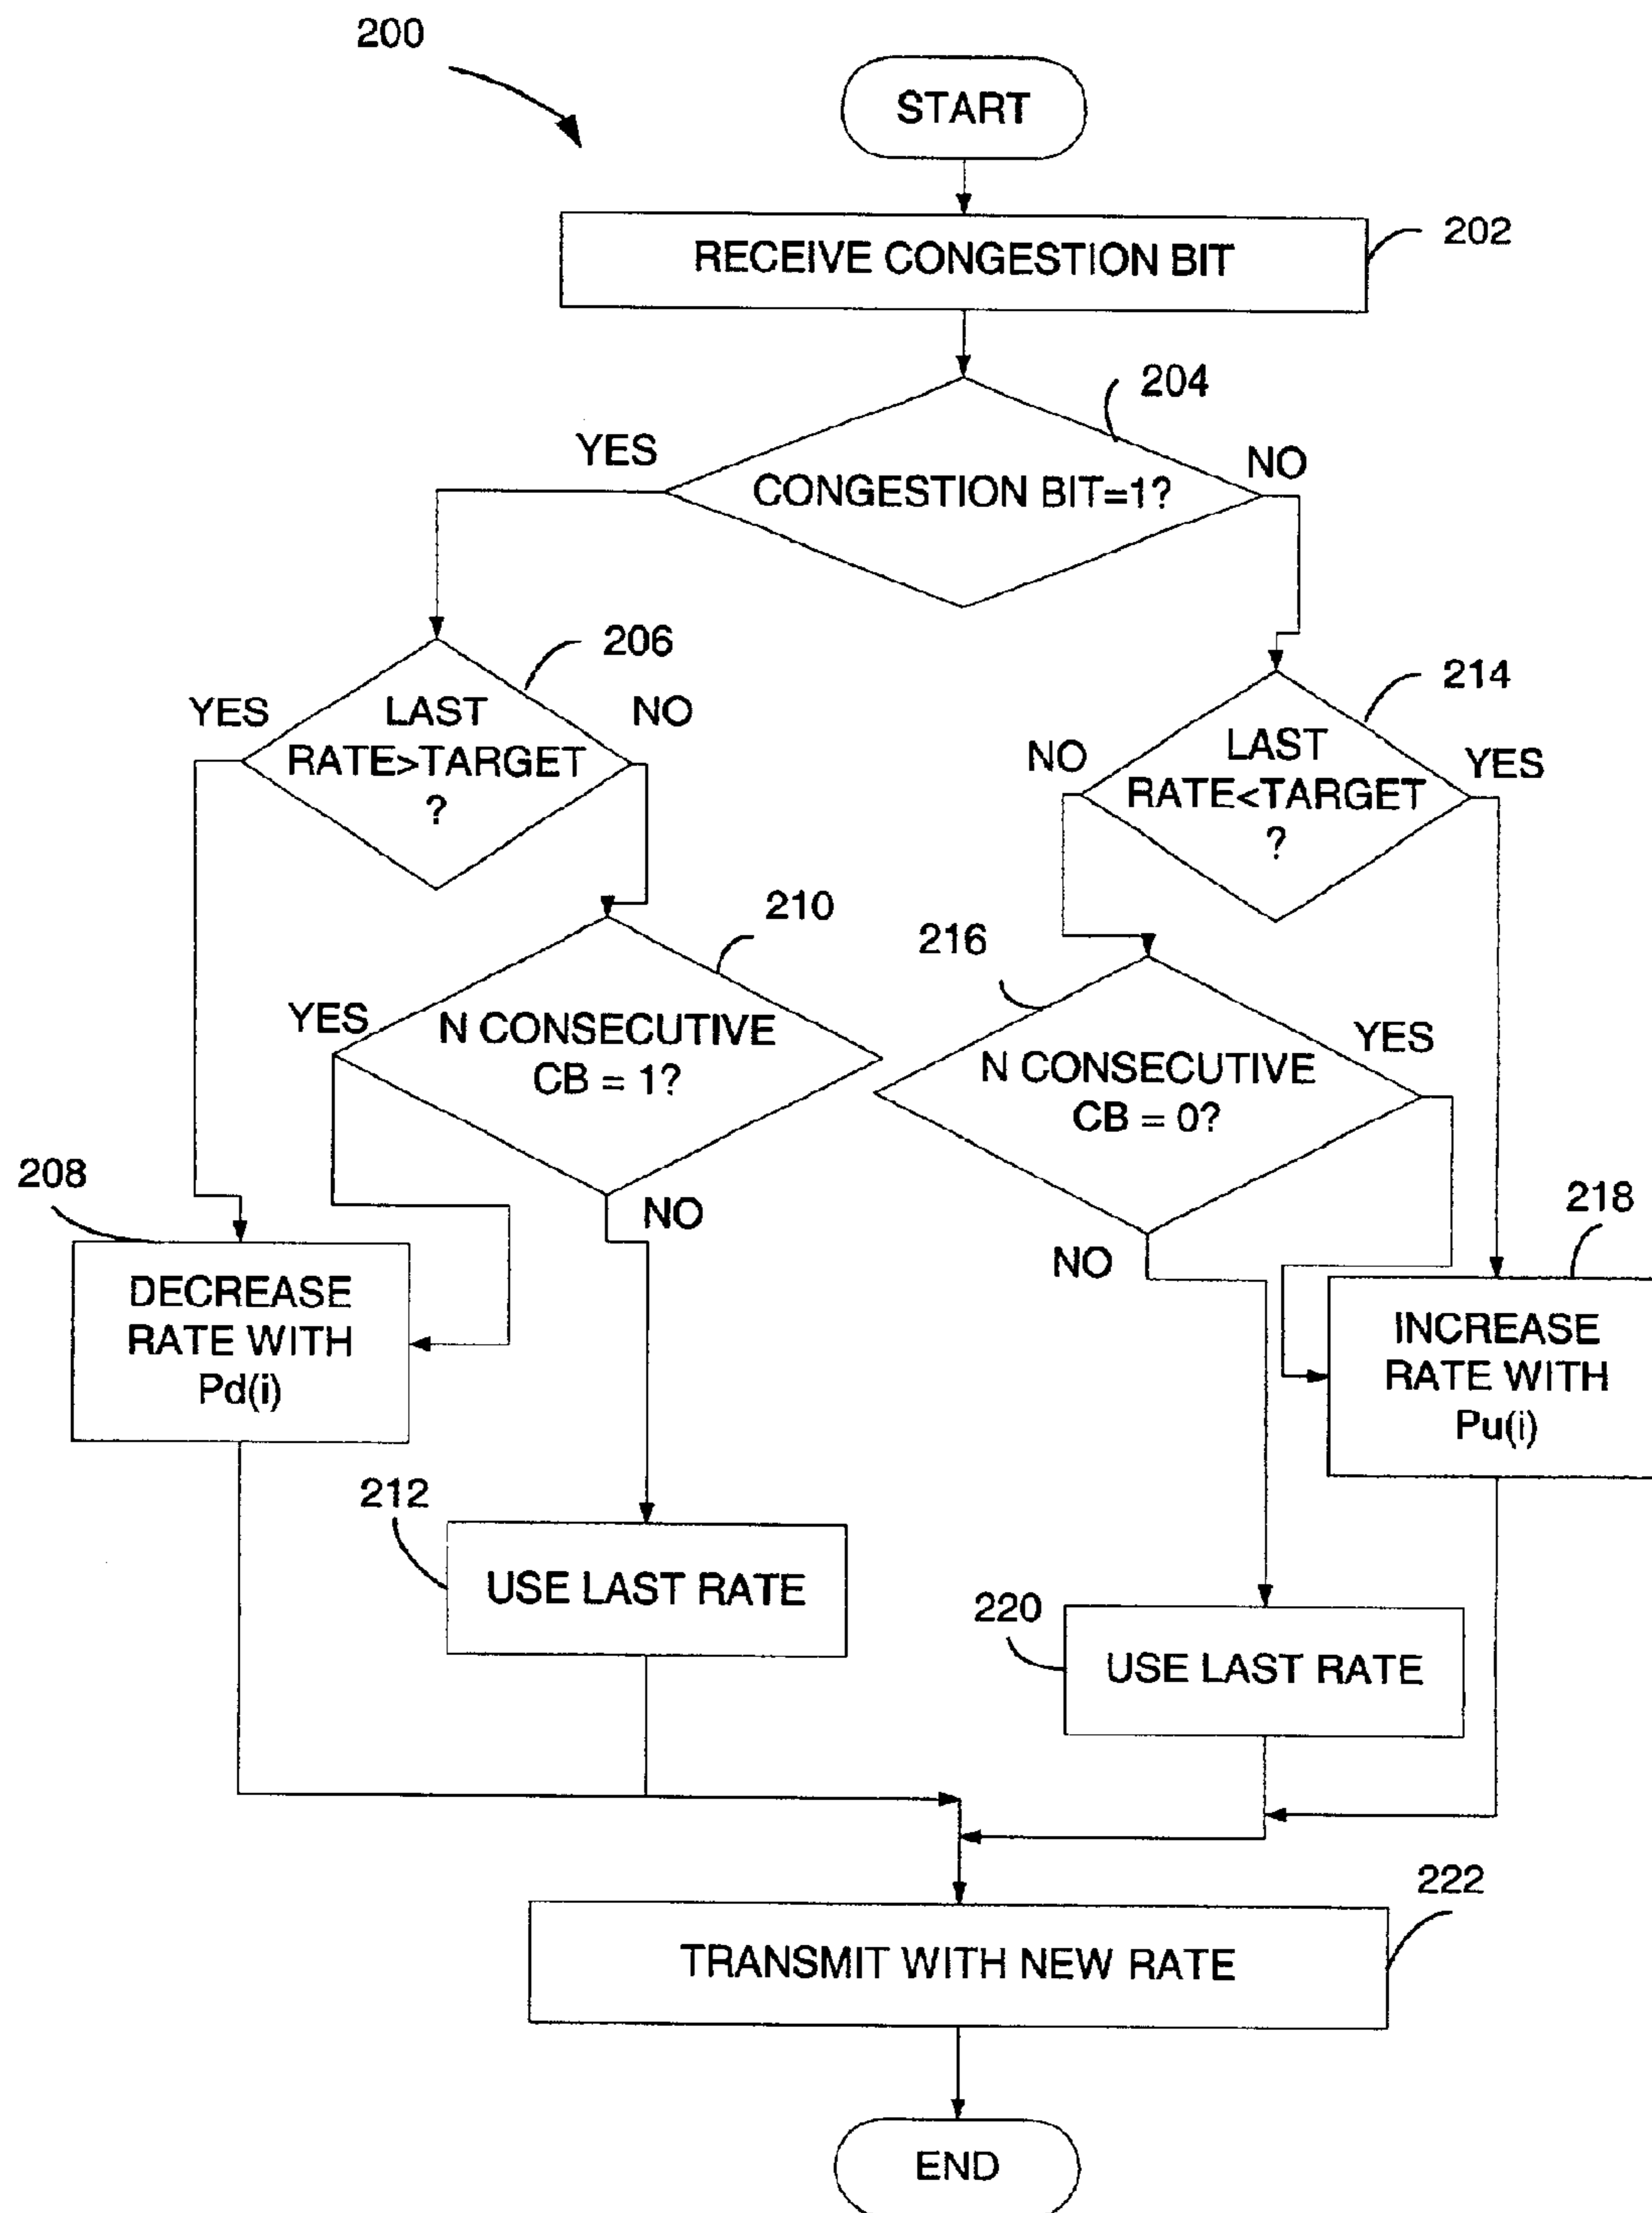 200
START
RECEIVE CONGESTION BIT
202
204
YES
NO
CONGESTION BIT=1?
206
214
YES
LAST
RATE>TARGET
?
NO
NO
LAST
RATE<TARGET
?
YES
210
216
YES
N CONSECUTIVE
CB = 1?
NO
YES
N CONSECUTIVE
CB = 0?
NO
208
DECREASE
RATE WITH
Pd(i)
218
INCREASE
RATE WITH
Pu(i)
212
USE LAST RATE
220
USE LAST RATE
222
TRANSMIT WITH NEW RATE
END